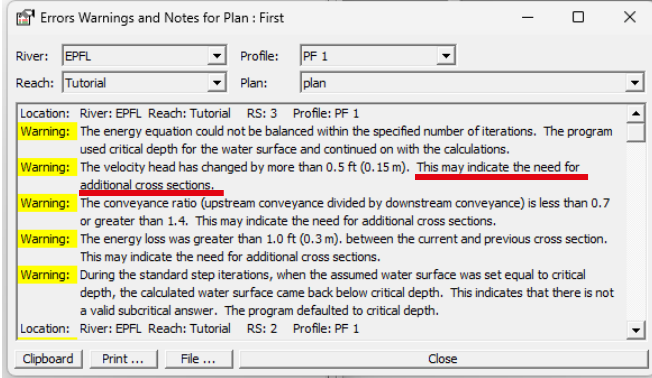 Errors Warnings and Notes for Plan : First
River: EPFL Profile: PF 1
Reach: Tutorial Plan: plan
Location: River: EPFL Reach: Tutorial RS: 3 Profile: PF 1
Warning: The energy equation could not be balanced within the specified number of iterations. The program
used critical depth for the water surface and continued on with the calculations.
Warning: The velocity head has changed by more than 0.5 ft (0.15 m). This may indicate the need for
additional cross sections.
Warning: The conveyance ratio (upstream conveyance divided by downstream conveyance) is less than 0.7
or greater than 1.4. This may indicate the need for additional cross sections.
Warning: The energy loss was greater than 1.0 ft (0.3 m). between the current and previous cross section.
This may indicate the need for additional cross sections.
Warning: During the standard step iterations, when the assumed water surface was set equal to critical
depth, the calculated water surface came back below critical depth. This indicates that there is not
a valid subcritical answer. The program defaulted to critical depth.
Location: River: EPFL Reach: Tutorial RS: 2 Profile: PF 1
Clipboard Print ... File ... Close